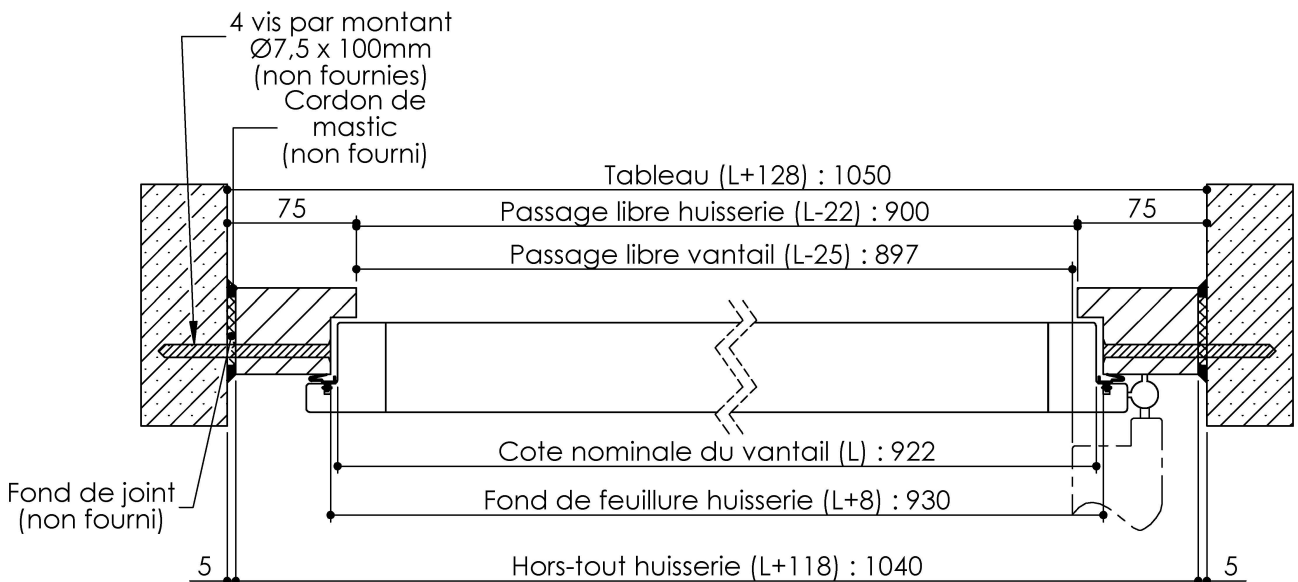 4 vis par montant
Ø7,5 x 100mm
(non fournies)
Cordon de
mastic
(non fourni)
Tableau (L+128) : 1050
75
Passage libre huisserie (L-22) : 900
75
Passage libre vantail (L-25) : 897
Cote nominale du vantail (L) : 922
Fond de joint
(non fourni)
Fond de feuillure huisserie (L+8) : 930
5
Hors-tout huisserie (L+118) : 1040
5